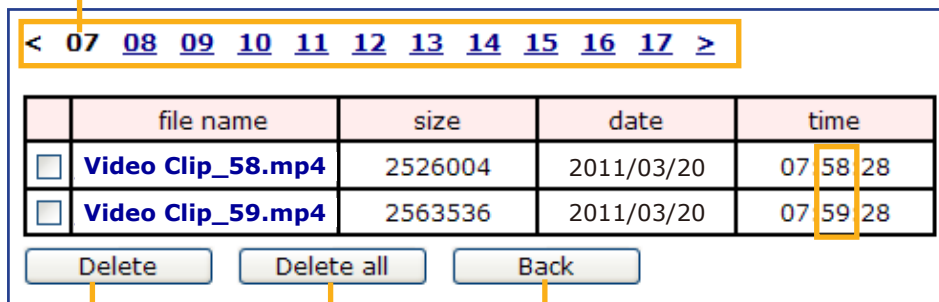 < 07 08 09 10 11 12 13 14 15 16 17 >
file name size date time
Video Clip_58.mp4 2526004 2011/03/20 07:58:28
Video Clip_59.mp4 2563536 2011/03/20 07:59:28
Delete Delete all Back